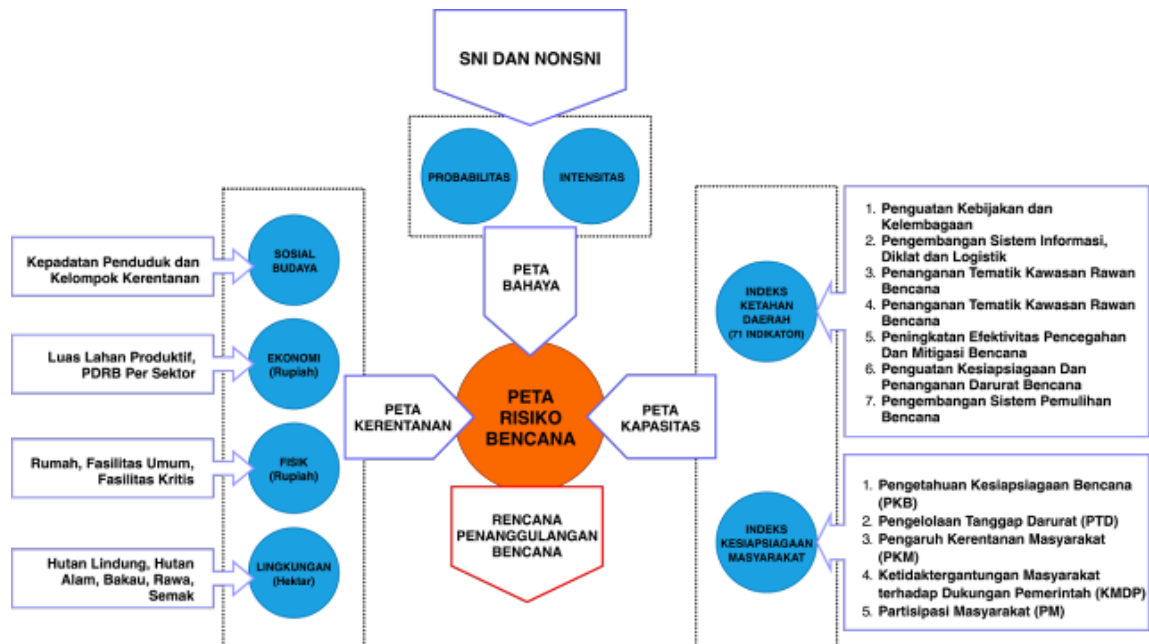 SNI DAN NONSNI
PROBABILITAS
INTENSITAS
PETA
BAHAYA
Kepadatan Penduduk dan
Kelompok Kerentanan
SOSIAL
BUDAYA
Luas Lahan Produktif,
PDRB Per Sektor
EKONOMI
(Rupiah)
Rumah, Fasilitas Umum,
Fasilitas Kritis
FISIK
(Rupiah)
Hutan Lindung, Hutan
Alam, Bakau, Rawa,
Semak
LINGKUNGAN
(Hektar)
PETA
KERENTANAN
PETA
RISIKO
BENCANA
PETA
KAPASITAS
RENCANA
PENANGGULANGAN
BENCANA
INDEKS
KETAHAN
DAERAH
(71 INDIKATOR)
1. Penguatan Kebijakan dan
Kelembagaan
2. Pengembangan Sistem Informasi,
Diklat dan Logistik
3. Penanganan Tematik Kawasan Rawan
Bencana
4. Penanganan Tematik Kawasan Rawan
Bencana
5. Peningkatan Efektivitas Pencegahan
Dan Mitigasi Bencana
6. Penguatan Kesiapsiagaan Dan
Penanganan Darurat Bencana
7. Pengembangan Sistem Pemulihan
Bencana
INDEKS
KESIAPSIAGAAN
MASYARAKAT
1. Pengetahuan Kesiapsiagaan Bencana
(PKB)
2. Pengelolaan Tanggap Darurat (PTD)
3. Pengaruh Kerentanan Masyarakat
(PKM)
4. Ketidaktergantungan Masyarakat
terhadap Dukungan Pemerintah (KMDP)
5. Partisipasi Masyarakat (PM)